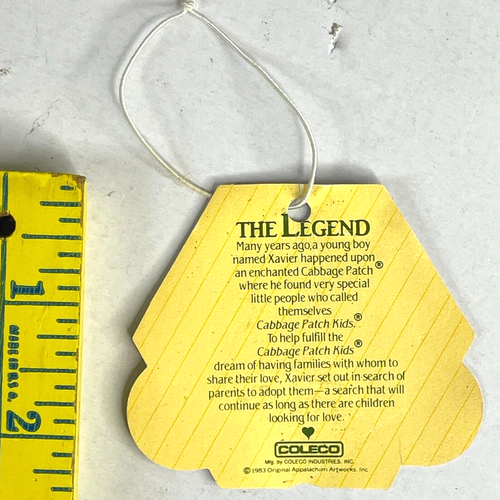 THE LEGEND
Many years ago, a young boy
named Xavier happened upon
an enchanted Cabbage Patch®
where he found very special
little people who called
themselves
Cabbage Patch Kids.®
To help fulfill the
Cabbage Patch Kids®
dream of having families with whom to
share their love, Xavier set out in search of
parents to adopt them—a search that will
continue as long as there are children
looking for love.
COLECO
Mfg. by COLECO INDUSTRIES, INC.
©1983 Original Appalachian Artworks, Inc
1
MADE IN U.S.A.
2